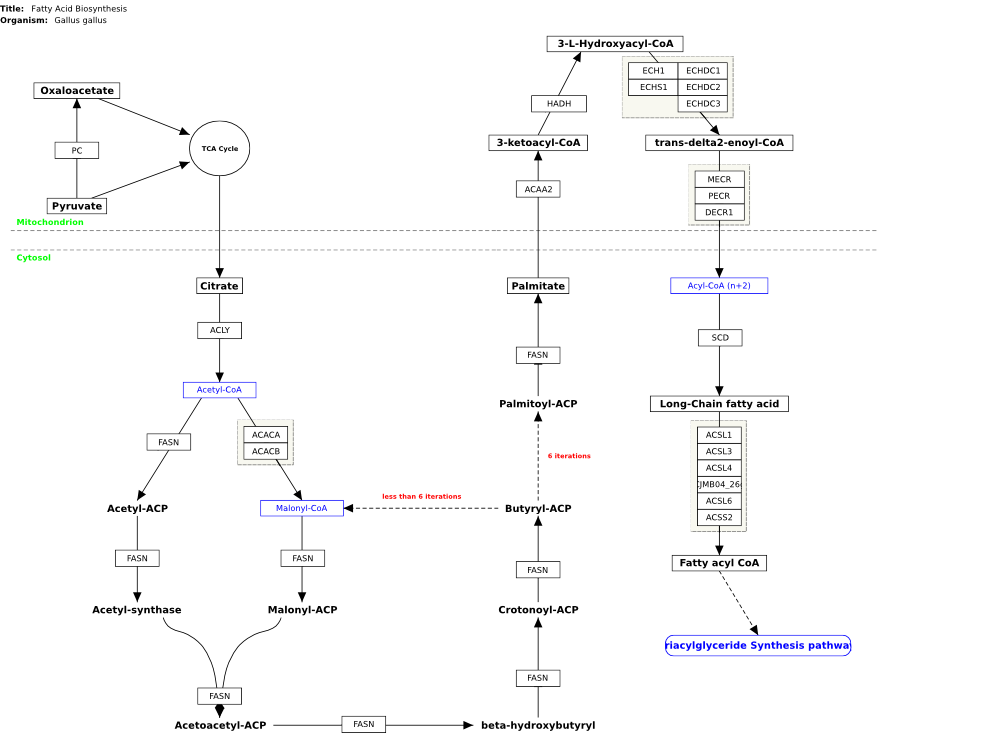 Title: Fatty Acid Biosynthesis
Organism: Gallus gallus
3-L-Hydroxyacyl-CoA
ECH1 ECHDC1
ECHS1 ECHDC2
ECHDC3
Oxaloacetate
HADH
PC
TCA Cycle
3-ketoacyl-CoA
trans-delta2-enoyl-CoA
MECR
PECR
DECR1
ACAA2
Pyruvate
Mitochondrion
Cytosol
Citrate
Palmitate
Acyl-CoA (n+2)
ACLY
SCD
FASN
Acetyl-CoA
Palmitoyl-ACP
Long-Chain fatty acid
FASN
ACACA
ACACB
6 iterations
ACSL1
ACSL3
ACSL4
JMB04_26
ACSL6
ACSS2
less than 6 iterations
Acetyl-ACP
Malonyl-CoA
Butyryl-ACP
FASN
FASN
FASN
Fatty acyl CoA
Acetyl-synthase
Malonyl-ACP
Crotonoyl-ACP
riacylglyceride Synthesis pathwa
FASN
FASN
Acetoacetyl-ACP
FASN
beta-hydroxybutyryl